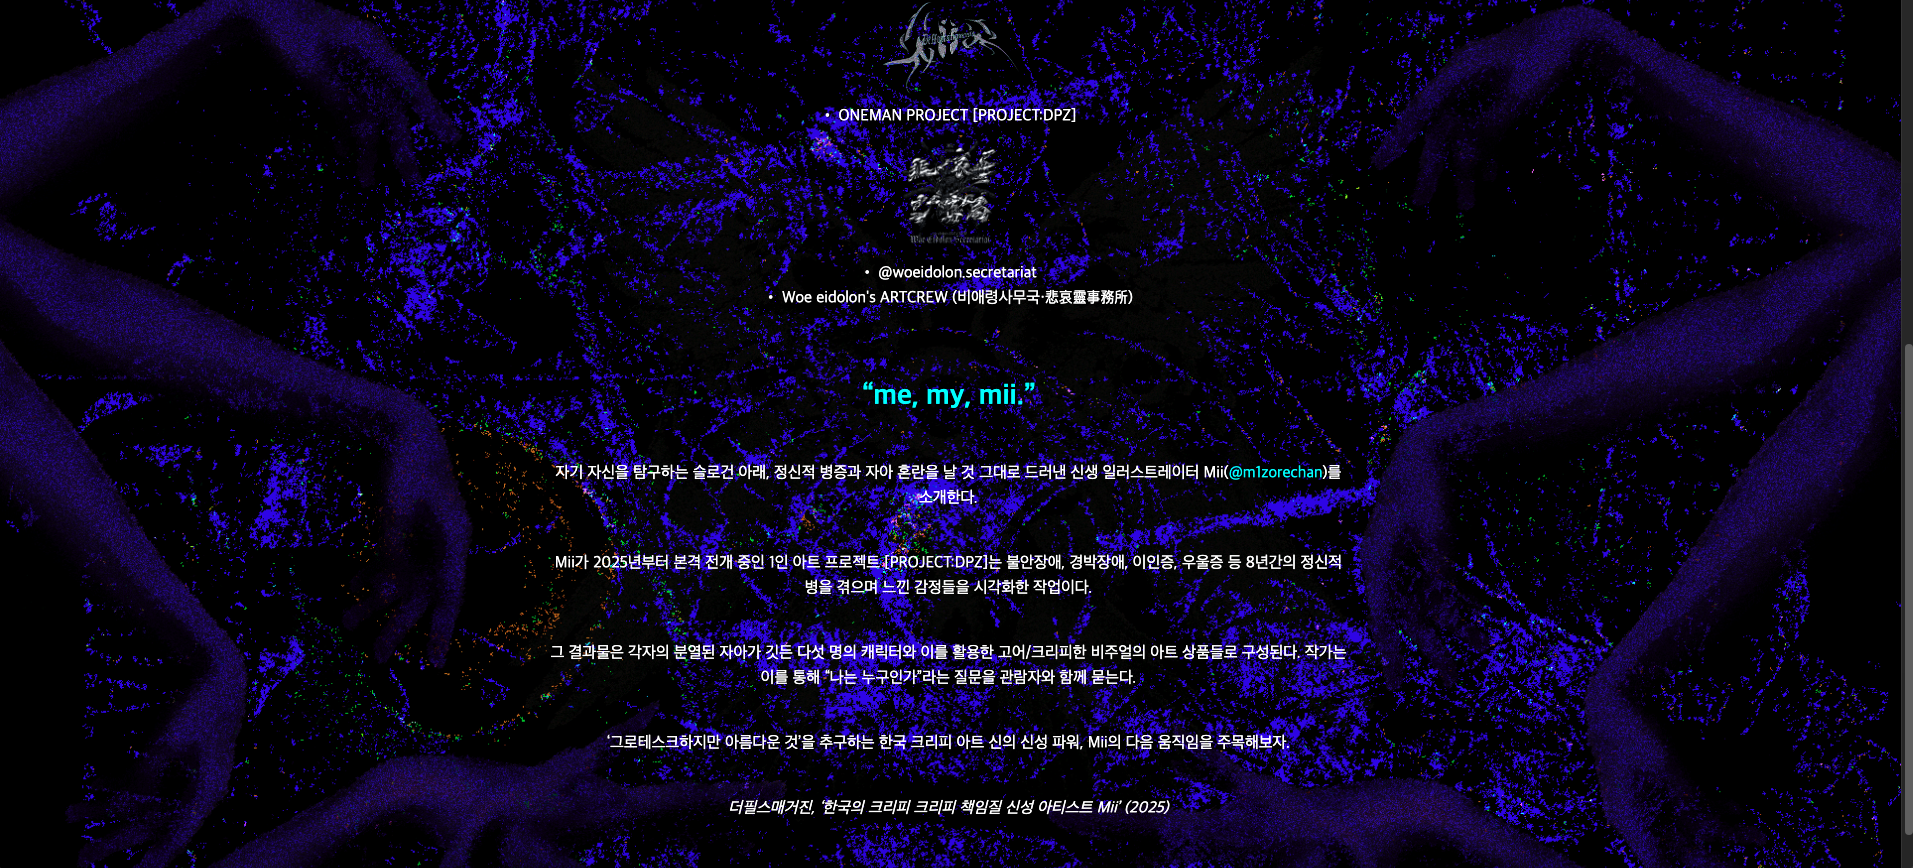 • ONEMAN PROJECT [PROJECT:DPZ]
Woe Eidolon Secretariat
• @woeidolon.secretariat
• Woe eidolon's ARTCREW (비애령사무국·悲哀靈事務所)
“me, my, mii.”
자기 자신을 탐구하는 슬로건 아래, 정신적 병증과 자아 혼란을 날 것 그대로 드러낸 신생 일러스트레이터 Mii(@m1zorechan)를
소개한다.
Mii가 2025년부터 본격 전개 중인 1인 아트 프로젝트 [PROJECT:DPZ]는 불안장애, 경박장애, 이인증, 우울증 등 8년간의 정신적
병을 겪으며 느낀 감정들을 시각화한 작업이다.
그 결과물은 각자의 분열된 자아가 깃든 다섯 명의 캐릭터와 이를 활용한 고어/크리피한 비주얼의 아트 상품들로 구성된다. 작가는
이를 통해 “나는 누구인가”라는 질문을 관람자와 함께 묻는다.
‘그로테스크하지만 아름다운 것’을 추구하는 한국 크리피 아트 신의 신성 파워, Mii의 다음 움직임을 주목해보자.
더필스매거진, ‘한국의 크리피 크리피 책임질 신성 아티스트 Mii’ (2025)